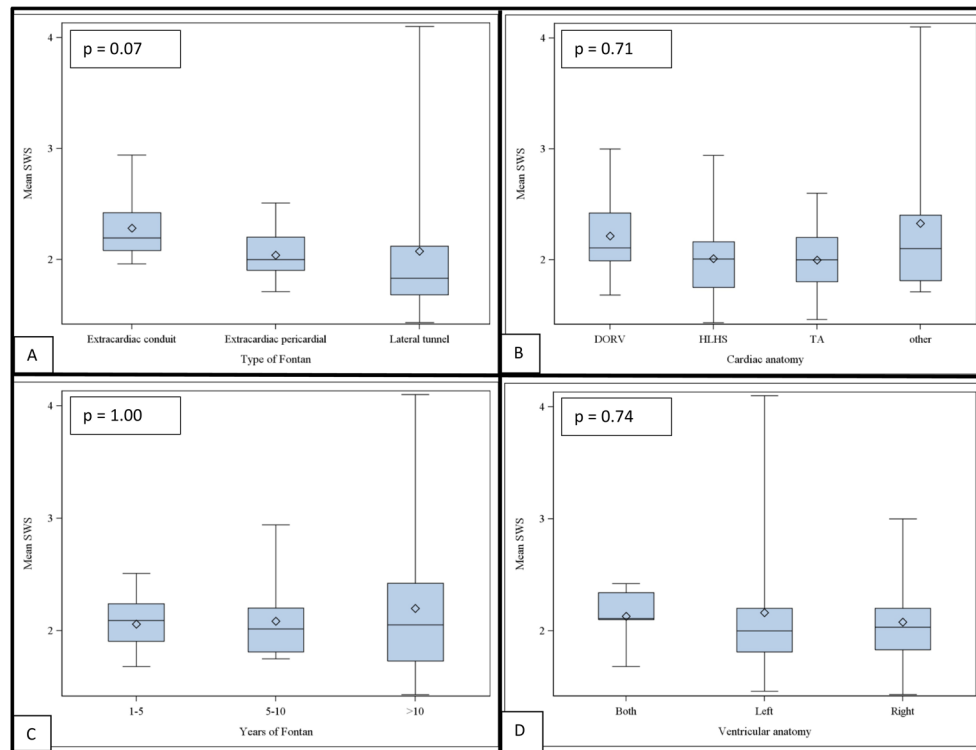 p = 0.07
4
3
2
Mean SWS
Extracardiac conduit Extracardiac pericardial Lateral tunnel
Type of Fontan
A
p = 0.71
4
3
2
Mean SWS
DORV HLHS TA other
Cardiac anatomy
B
p = 1.00
4
3
2
Mean SWS
1-5 5-10 >10
Years of Fontan
C
p = 0.74
4
3
2
Mean SWS
Both Left Right
Ventricular anatomy
D